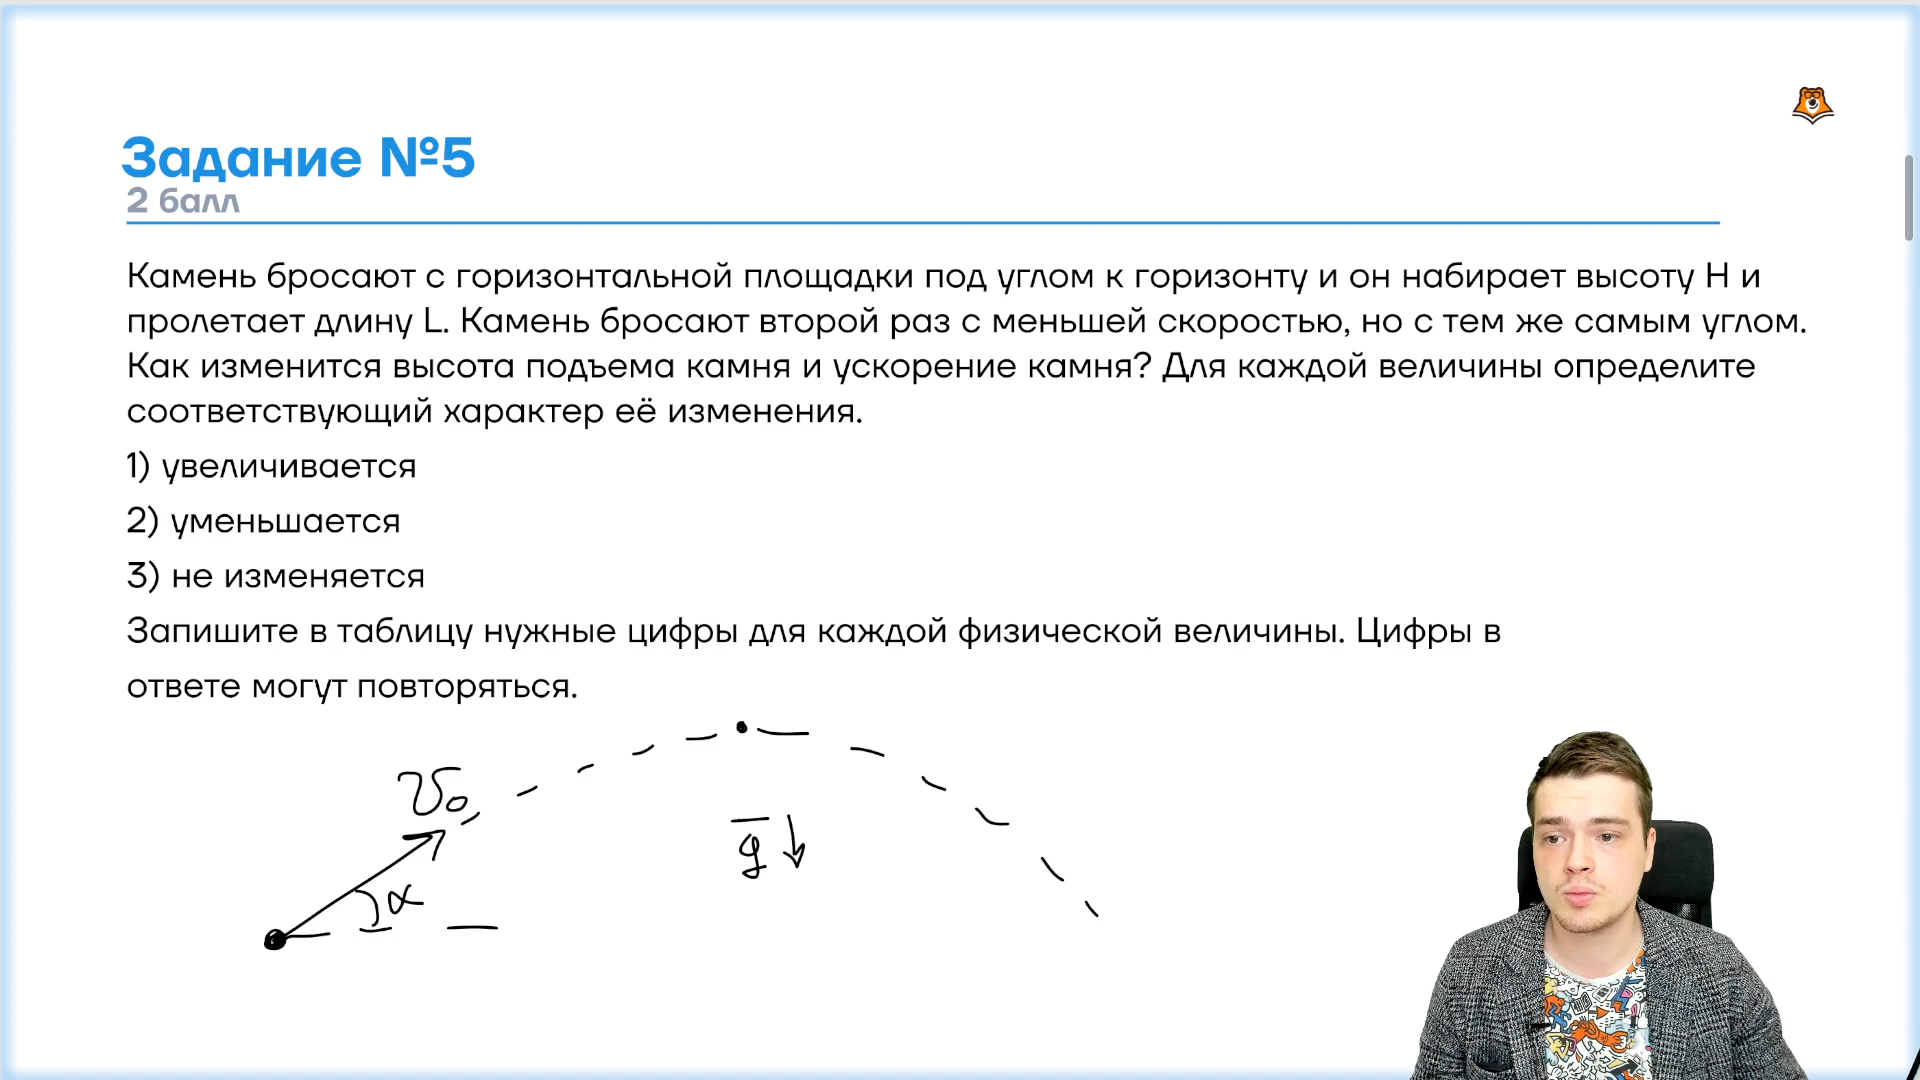 Задание №5
2 балл
Камень бросают с горизонтальной площадки под углом к горизонту и он набирает высоту H и
пролетает длину L. Камень бросают второй раз с меньшей скоростью, но с тем же самым углом.
Как изменится высота подъема камня и ускорение камня? Для каждой величины определите
соответствующий характер её изменения.
1) увеличивается
2) уменьшается
3) не изменяется
Запишите в таблицу нужные цифры для каждой физической величины. Цифры в
ответе могут повторяться.
v₀
g
α